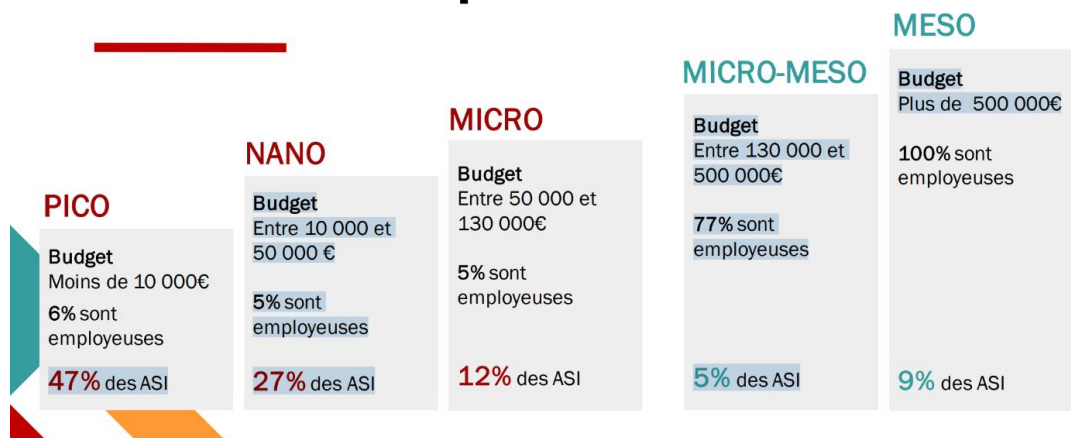 PICO
Budget
Moins de 10 000€
6% sont
employeuses
47% des ASI
NANO
Budget
Entre 10 000 et
50 000 €
5% sont
employeuses
27% des ASI
MICRO
Budget
Entre 50 000 et
130 000€
5% sont
employeuses
12% des ASI
MICRO-MESO
Budget
Entre 130 000 et
500 000€
77% sont
employeuses
5% des ASI
MESO
Budget
Plus de 500 000€
100% sont
employeuses
9% des ASI